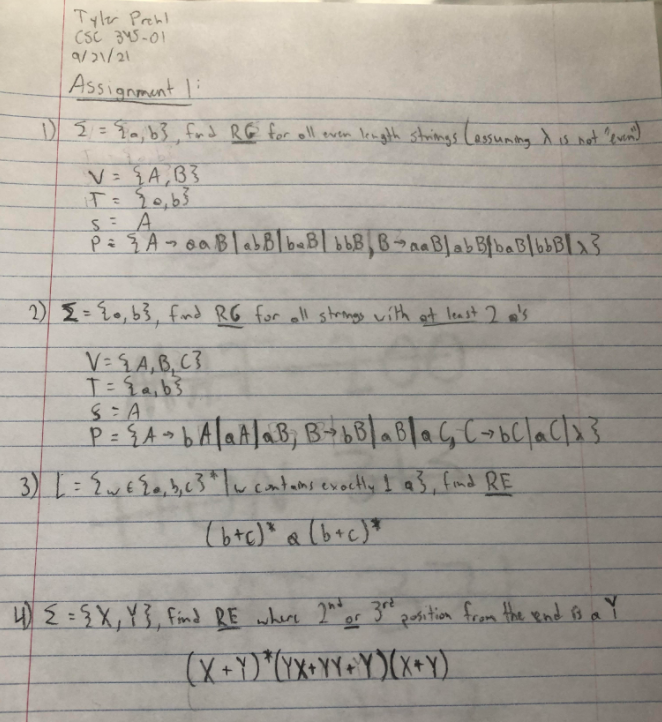 Tyler Prehl
CSC 345-01
9/21/21
Assignment 1:
1) Σ = {a, b}, find RG for all even length strings (assuming λ is not "even")
V = {A, B}
T = {a, b}
S = A
P = { A → aaB | abB | baB | bbB, B → aaB | abB | baB | bbB | λ }
2) Σ = {a, b}, find RG for all strings with at least 2 a's
V = {A, B, C}
T = {a, b}
S = A
P = {A → bA | aA | aB, B → bB | aB | aC, C → bC | aC | λ }
3) L = {w ∈ {a, b, c}* | w contains exactly 1 a}, find RE
(b+c)* a (b+c)*
4) Σ = {X, Y}, Find RE where 2nd or 3rd position from the end is a Y
(X + Y)*(YX + YY + Y)(X + Y)